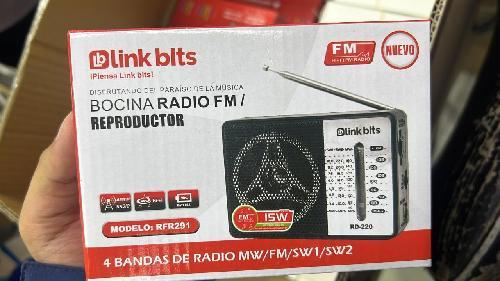 link bits
¡Piensa Link bits!
DISFRUTANDO DEL PARAÍSO DE LA MÚSICA
BOCINA RADIO FM/
REPRODUCTOR
FM
NUEVO
link bits
FM
15W
RD-220
MODELO: RFR291
4 BANDAS DE RADIO MW/FM/SW1/SW2